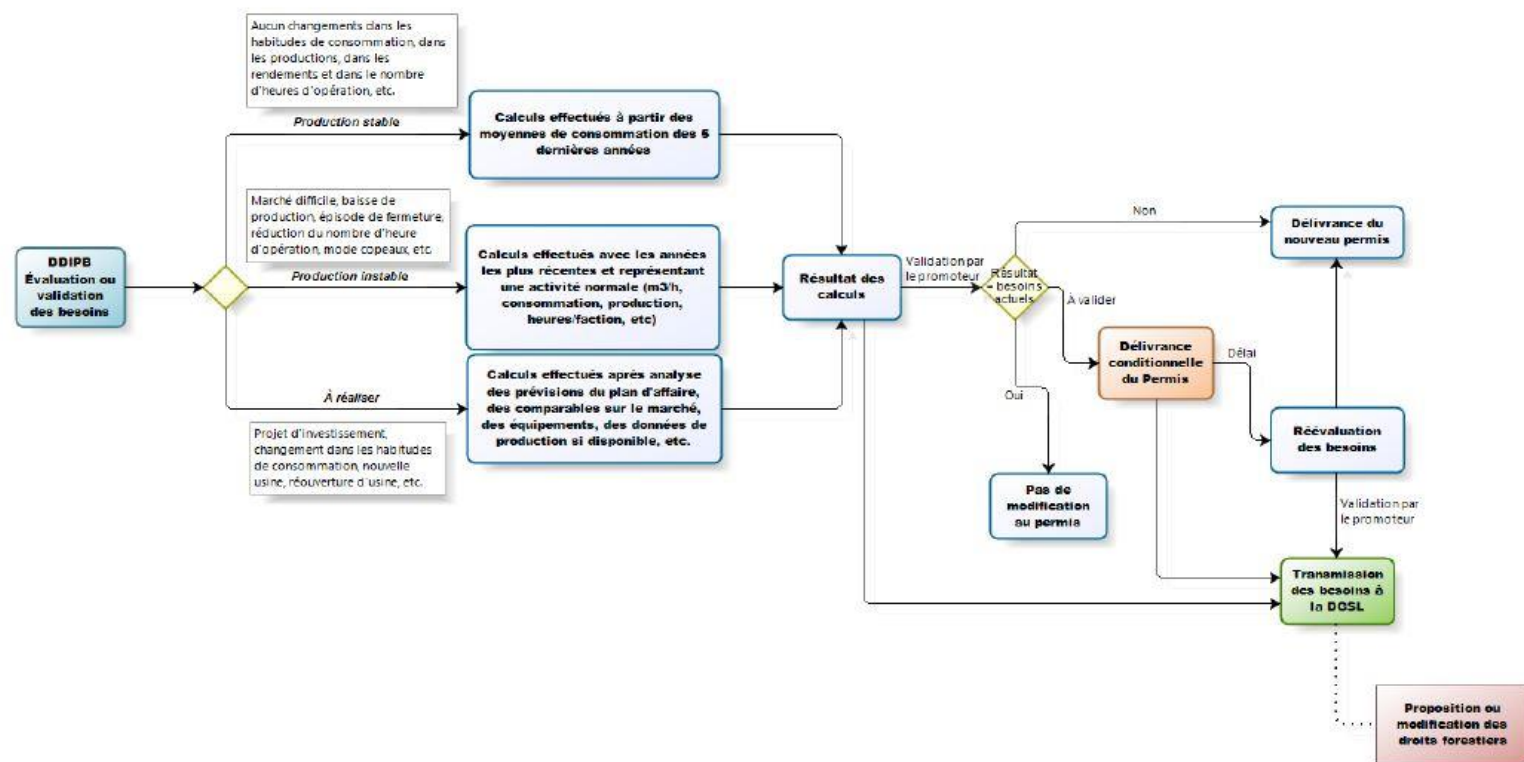 Aucun changements dans les
habitudes de consommation, dans
les productions, dans les
rendements et dans le nombre
d'heures d'opération, etc.
Production stable
Calculs effectués à partir des
moyennes de consommation des 5
dernières années
DDIPB
Évaluation ou
validation
des besoins
Marché difficile, baisse de
production, épisode de fermeture,
réduction du nombre d'heure
d'opération, mode copeaux, etc.
Production instable
Calculs effectués avec les années
les plus récentes et représentant
une activité normale (m3/h,
consommation, production,
heures/faction, etc)
À réaliser
Projet d'investissement,
changement dans les habitudes
de consommation, nouvelle
usine, réouverture d'usine, etc.
Calculs effectués après analyse
des prévisions du plan d'affaire,
des comparables sur le marché,
des équipements, des données de
production si disponible, etc.
Résultat des
calculs
Validation par
le promoteur
Résultat
= besoins
actuels
Non
Délivrance du
nouveau permis
À valider
Délivrance
conditionnelle
du Permis
Délai
Réévaluation
des besoins
Oui
Pas de
modification
au permis
Validation par
le promoteur
Transmission
des besoins à
la DGSL
Proposition ou
modification des
droits forestiers